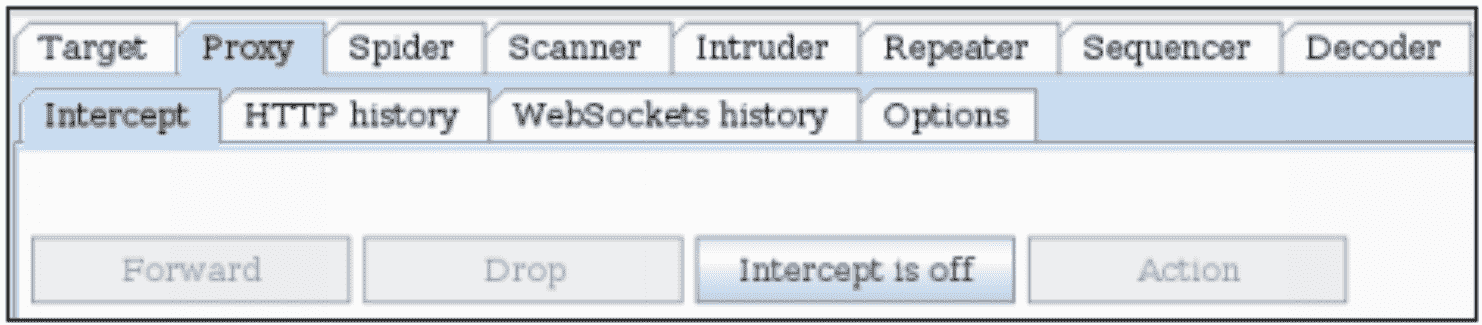 Target Proxy Spider Scanner Intruder Repeater Sequencer Decoder
Intercept HTTP history WebSockets history Options
Forward Drop Intercept is off Action